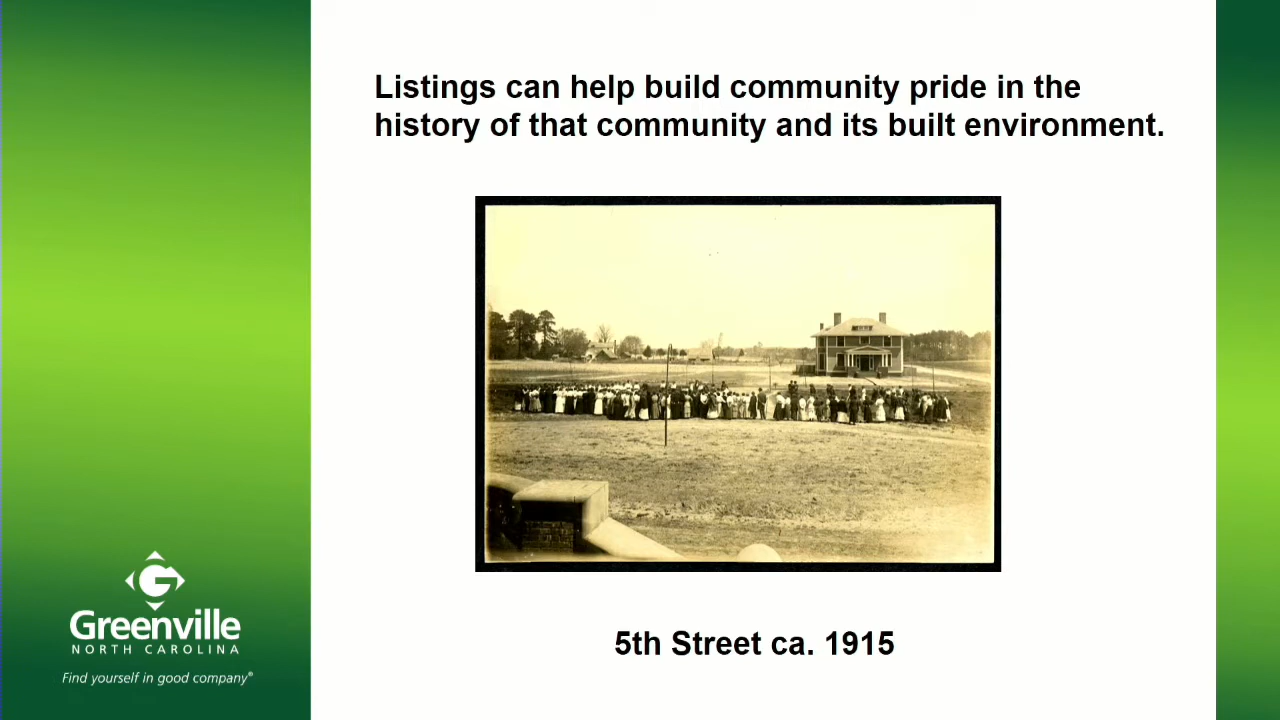 Listings can help build community pride in the
history of that community and its built environment.
5th Street ca. 1915
Greenville
NORTH CAROLINA
Find yourself in good company®